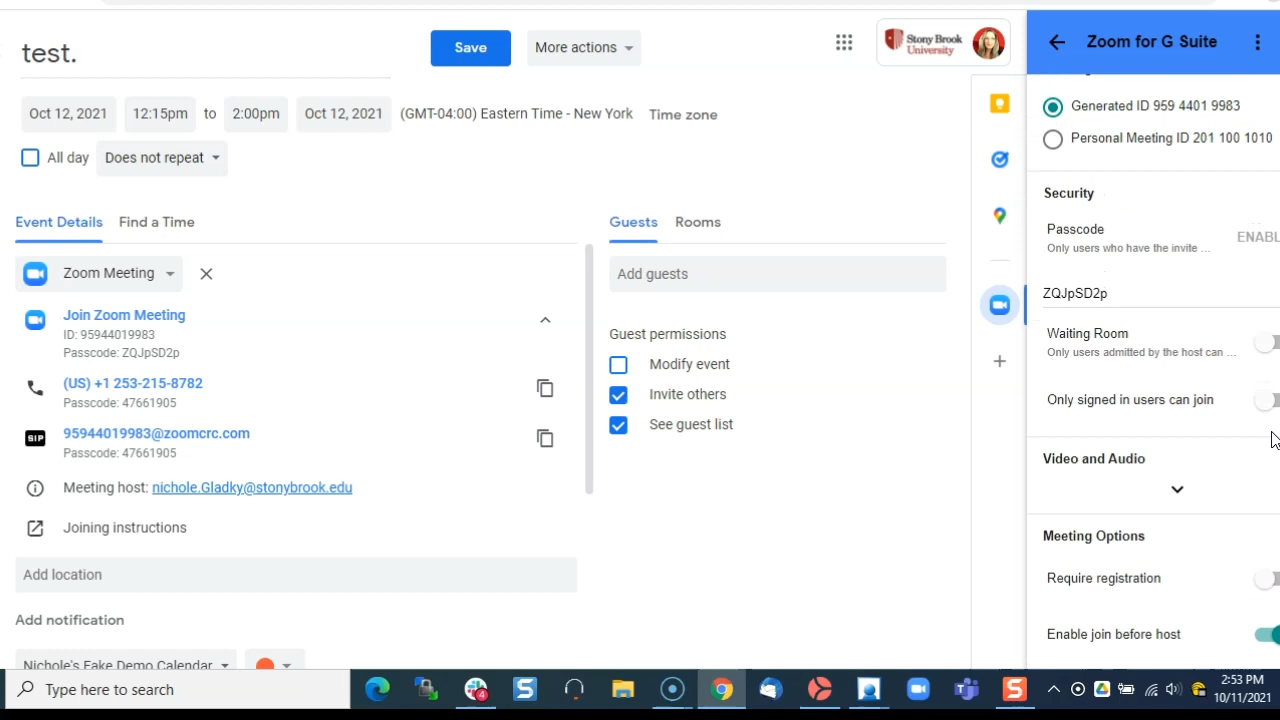 test.
Save
More actions
Stony Brook
University
Zoom for G Suite
Oct 12, 2021
12:15pm
to
2:00pm
Oct 12, 2021
(GMT-04:00) Eastern Time - New York
Time zone
All day
Does not repeat
Event Details
Find a Time
Zoom Meeting
Join Zoom Meeting
ID: 95944019983
Passcode: ZQJpSD2p
(US) +1 253-215-8782
Passcode: 47661905
SIP
95944019983@zoomcrc.com
Passcode: 47661905
Meeting host: nichole.Gladky@stonybrook.edu
Joining instructions
Add location
Add notification
Nichole's Fake Demo Calendar
Guests
Rooms
Add guests
Guest permissions
Modify event
Invite others
See guest list
Generated ID 959 4401 9983
Personal Meeting ID 201 100 1010
Security
Passcode
ENABL
Only users who have the invite ...
ZQJpSD2p
Waiting Room
Only users admitted by the host can ...
Only signed in users can join
Video and Audio
Meeting Options
Require registration
Enable join before host
Type here to search
4
2:53 PM
10/11/2021